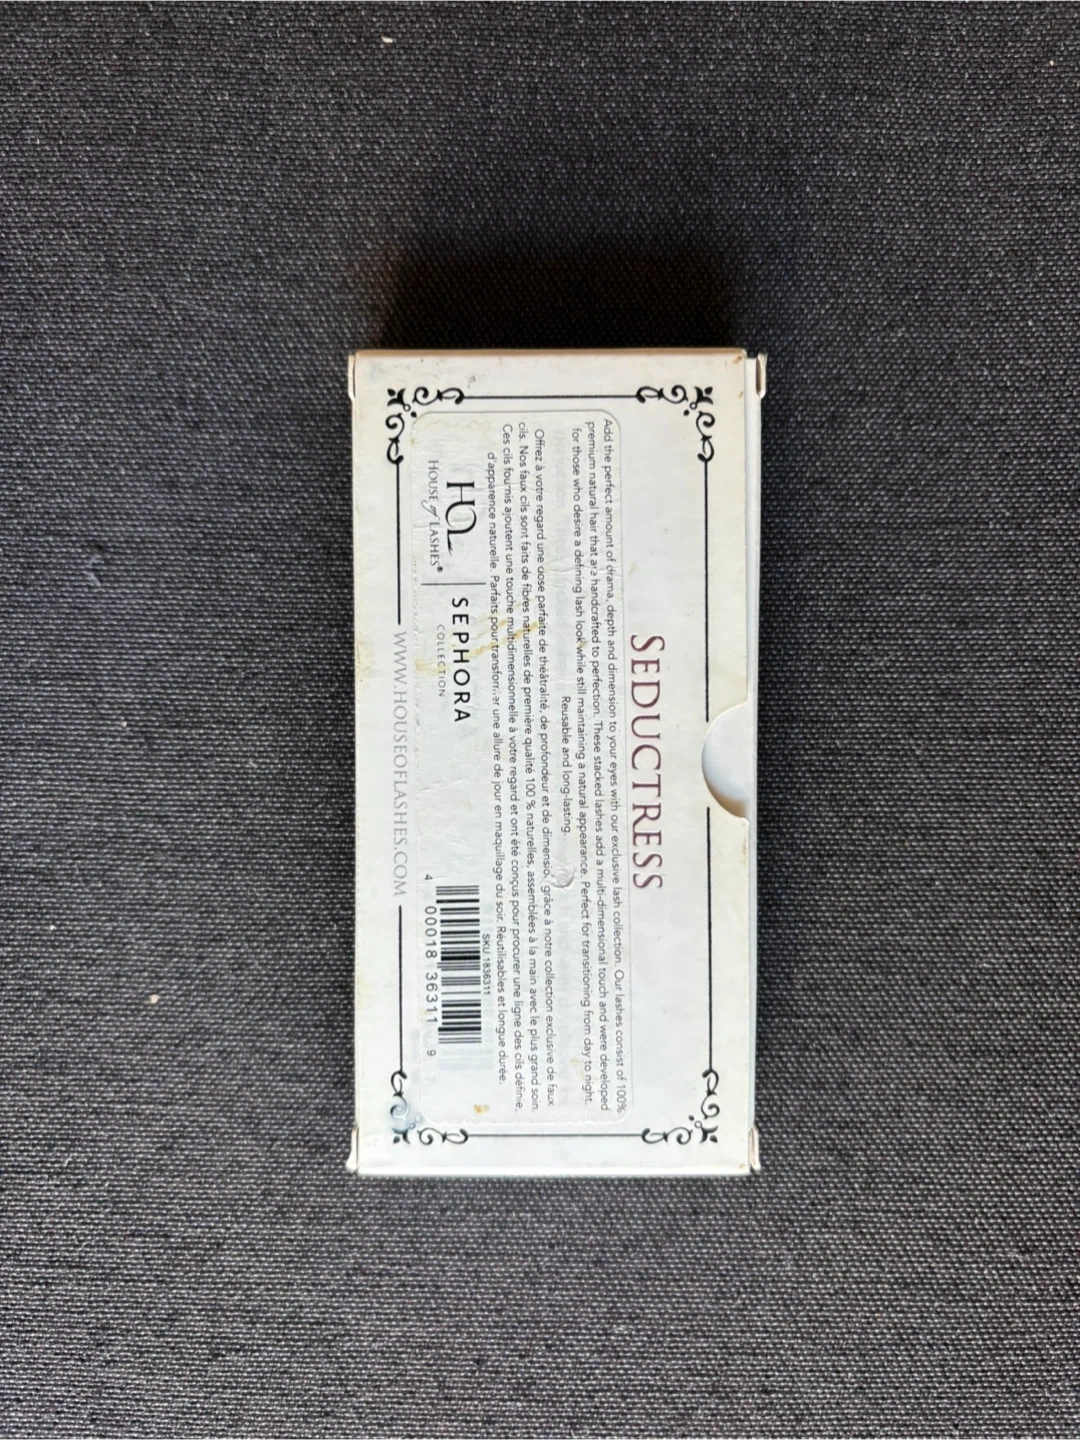 SEDUCTRESS
Add the perfect amount of drama, depth and dimension to your eyes with our exclusive lash collection. Our lashes consist of 100%
premium natural hair that are handcrafted to perfection. These stacked lashes add a multi-dimensional touch and were developed
for those who desire a defining lash look while still maintaining a natural appearance. Perfect for transitioning from day to night.
Reusable and long-lasting.
Offrez à votre regard une dose parfaite de théâtralité, de profondeur et de dimension, grâce à notre collection exclusive de faux
cils. Nos faux cils sont faits de fibres naturelles de première qualité 100 % naturelles, assemblées à la main avec le plus grand soin.
Ces cils fournis ajoutent une touche multidimensionnelle à votre regard et ont été conçus pour procurer une ligne des cils définie,
d'apparence naturelle. Parfaits pour transformer une allure de jour en maquillage du soir. Réutilisables et longue durée.
HOL
HOUSE of LASHES®
SEPHORA
COLLECTION
SKU 1836311
4 00018 36311 9
WWW.HOUSEOFLASHES.COM